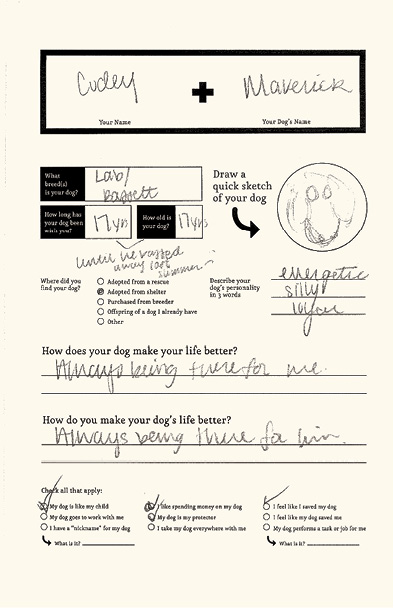 Codey + Maverick
Your Name Your Dog's Name
What breed(s) is your dog?
Lab/
Bassett
How long has your dog been with you?
17 yrs
How old is your dog?
17 yrs
until he passed
away last
summer
Draw a
quick sketch
of your dog
Where did you
find your dog?
Adopted from a rescue
Adopted from shelter
Purchased from breeder
Offspring of a dog I already have
Other
Describe your
dog's personality
in 3 words
energetic
silly
loyal
How does your dog make your life better?
Always being there for me.
How do you make your dog's life better?
Always being there for him.
Check all that apply:
My dog is like my child
My dog goes to work with me
I have a "nickname" for my dog
What is it?
I like spending money on my dog
My dog is my protector
I take my dog everywhere with me
I feel like I saved my dog
I feel like my dog saved me
My dog performs a task or job for me
What is it?